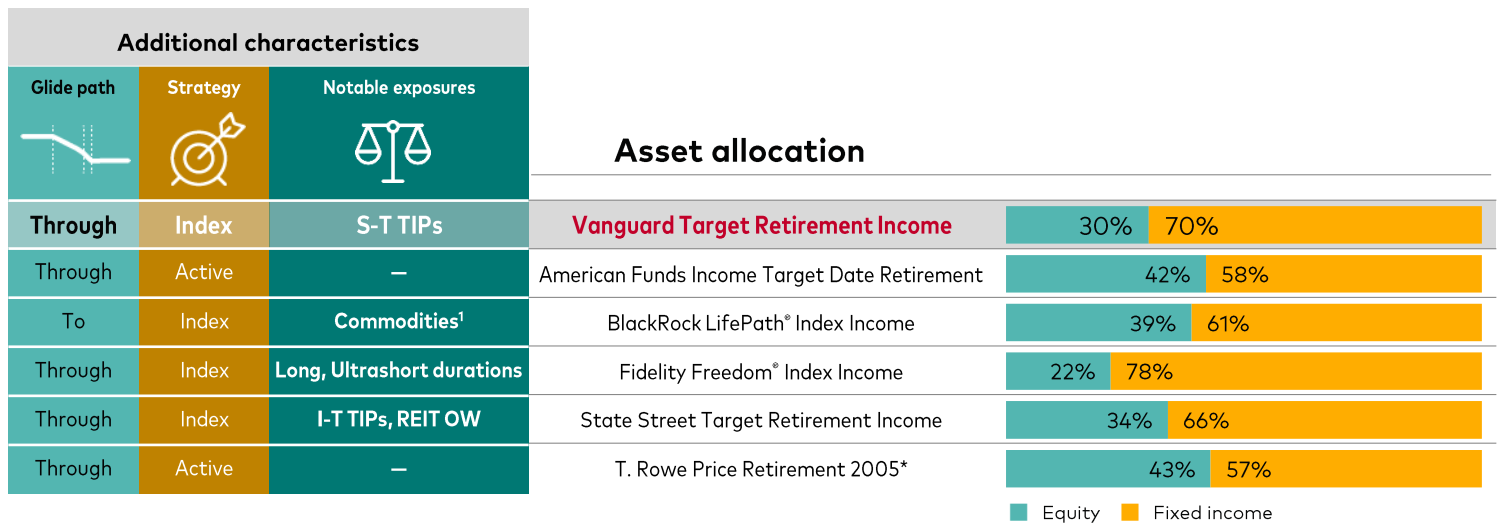 Additional characteristics
Glide path Strategy Notable exposures
Asset allocation
Through Index S-T TIPs Vanguard Target Retirement Income 30% 70%
Through Active — American Funds Income Target Date Retirement 42% 58%
To Index Commodities¹ BlackRock LifePath® Index Income 39% 61%
Through Index Long, Ultrashort durations Fidelity Freedom® Index Income 22% 78%
Through Index I-T TIPs, REIT OW State Street Target Retirement Income 34% 66%
Through Active — T. Rowe Price Retirement 2005* 43% 57%
Equity Fixed income